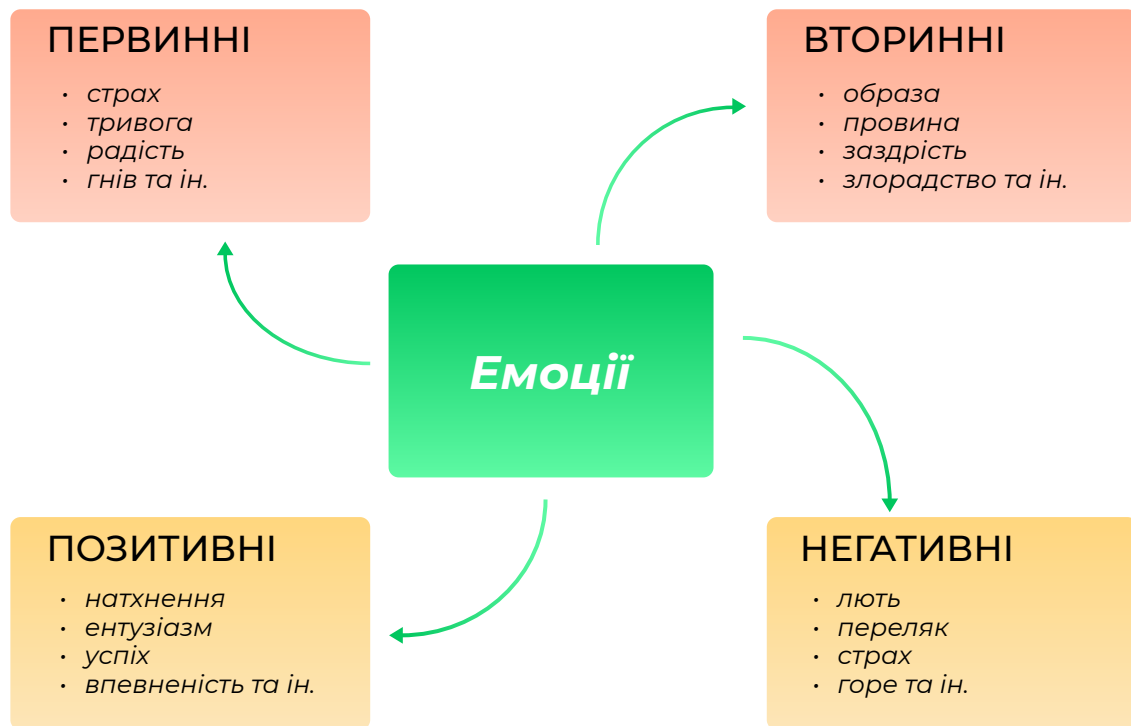 ПЕРВИННІ
• страх
• тривога
• радість
• гнів та ін.
ВТОРИННІ
• образа
• провина
• заздрість
• злорадство та ін.
Емоції
ПОЗИТИВНІ
• натхнення
• ентузіазм
• успіх
• впевненість та ін.
НЕГАТИВНІ
• лють
• переляк
• страх
• горе та ін.